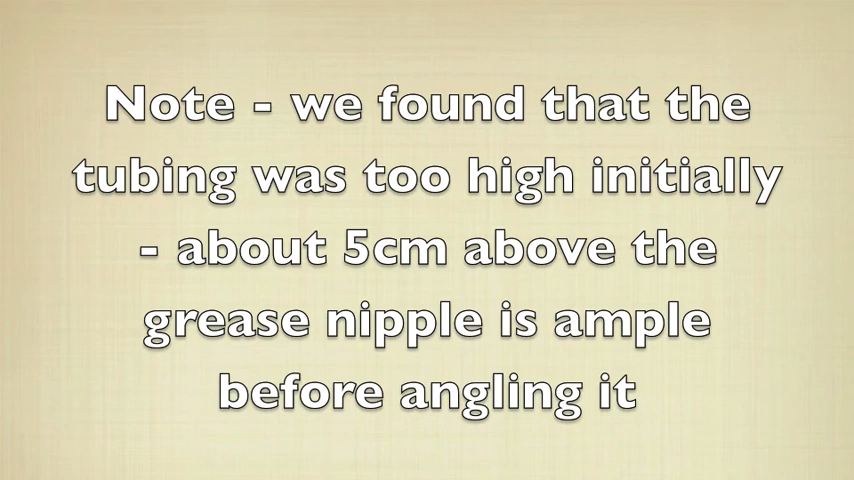 Note - we found that the
tubing was too high initially
- about 5cm above the
grease nipple is ample
before angling it